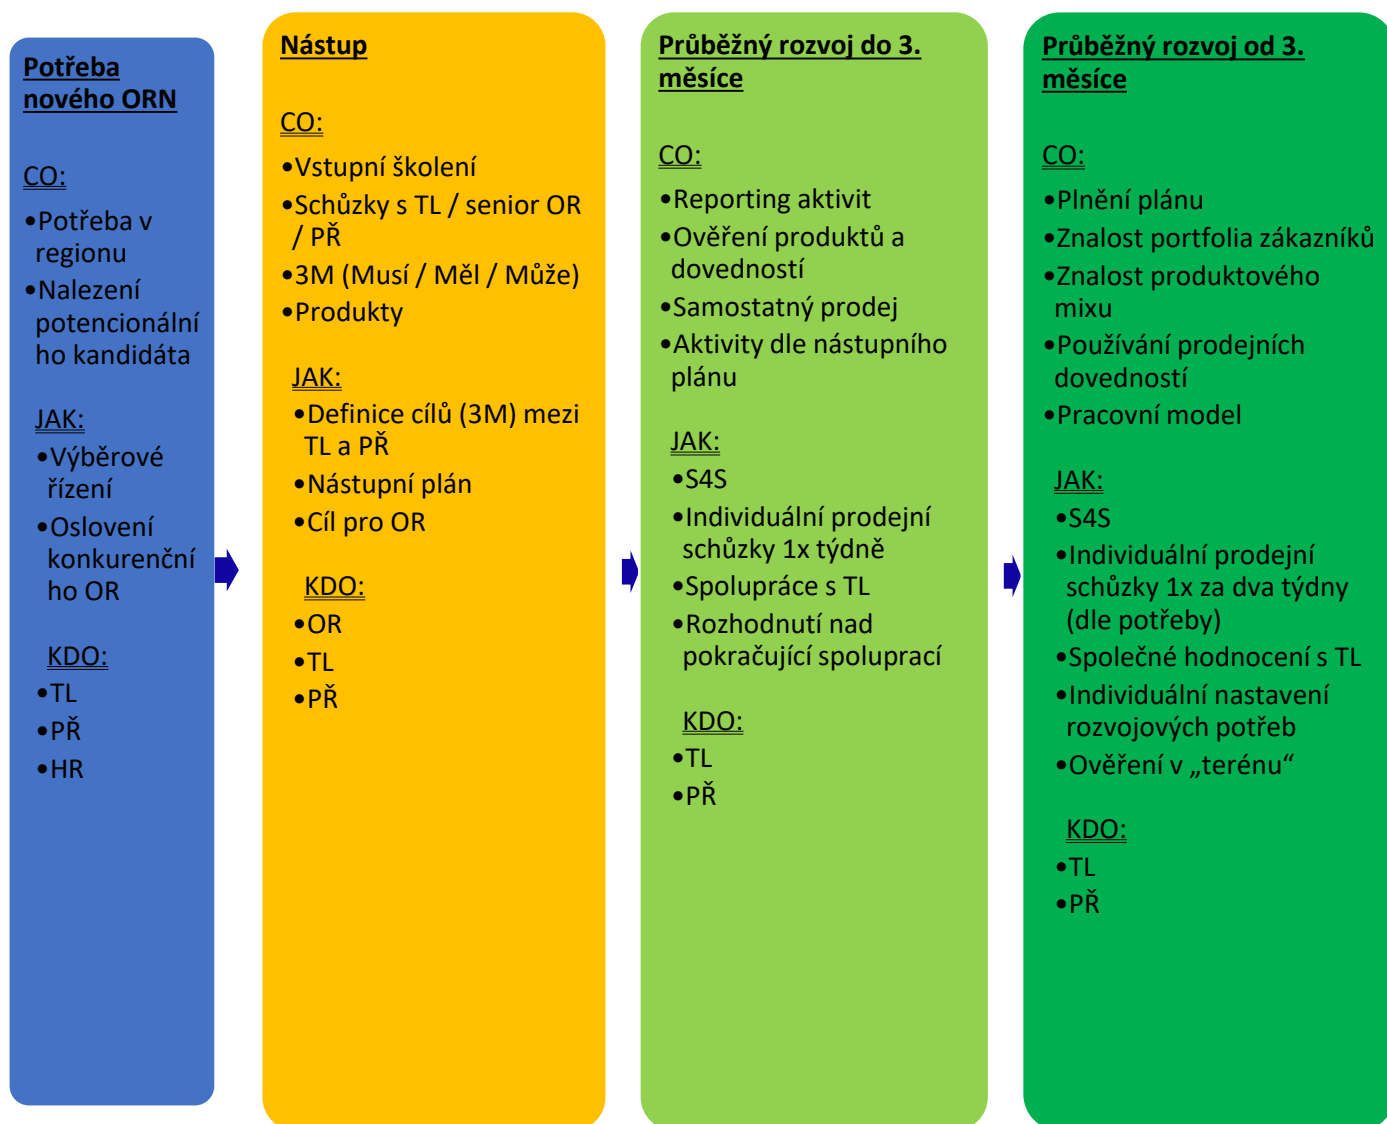 Potřeba
nového ORN
CO:
•Potřeba v
regionu
•Nalezení
potencionální
ho kandidáta
JAK:
•Výběrové
řízení
•Oslovení
konkurenční
ho OR
KDO:
•TL
•PŘ
•HR
Nástup
CO:
•Vstupní školení
•Schůzky s TL / senior OR
/ PŘ
•3M (Musí / Měl / Může)
•Produkty
JAK:
•Definice cílů (3M) mezi
TL a PŘ
•Nástupní plán
•Cíl pro OR
KDO:
•OR
•TL
•PŘ
Průběžný rozvoj do 3.
měsíce
CO:
•Reporting aktivit
•Ověření produktů a
dovedností
•Samostatný prodej
•Aktivity dle nástupního
plánu
JAK:
•S4S
•Individuální prodejní
schůzky 1x týdně
•Spolupráce s TL
•Rozhodnutí nad
pokračující spoluprací
KDO:
•TL
•PŘ
Průběžný rozvoj od 3.
měsíce
CO:
•Plnění plánu
•Znalost portfolia zákazníků
•Znalost produktového
mixu
•Používání prodejních
dovedností
•Pracovní model
JAK:
•S4S
•Individuální prodejní
schůzky 1x za dva týdny
(dle potřeby)
•Společné hodnocení s TL
•Individuální nastavení
rozvojových potřeb
•Ověření v „terénu“
KDO:
•TL
•PŘ